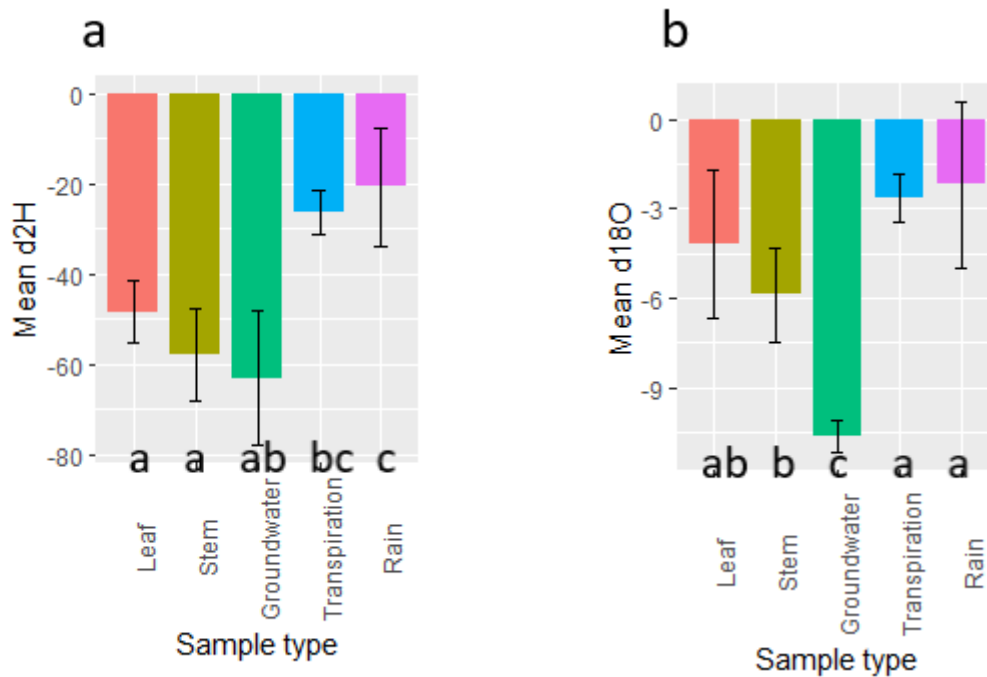 a
Mean d2H
0
-20
-40
-60
-80
a a ab bc c
Leaf
Stem
Groundwater
Transpiration
Rain
Sample type
b
Mean d18O
0
-3
-6
-9
ab b c a a
Leaf
Stem
Groundwater
Transpiration
Rain
Sample type